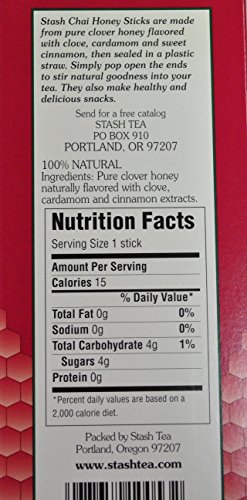 Stash Chai Honey Sticks are made
from pure clover honey flavored
with clove, cardamom and sweet
cinnamon, then sealed in a plastic
straw. Simply pop open the ends
to stir natural goodness into your
tea. They also make healthy and
delicious snacks.
Send for a free catalog
STASH TEA
PO BOX 910
PORTLAND, OR 97207
100% NATURAL
Ingredients: Pure clover honey
naturally flavored with clove,
cardamom and cinnamon extracts.
Nutrition Facts
Serving Size 1 stick
Amount Per Serving
Calories 15
% Daily Value*
Total Fat 0g 0%
Sodium 0g 0%
Total Carbohydrate 4g 1%
Sugars 4g
Protein 0g
*Percent daily values are based on a
2,000 calorie diet.
Packed by Stash Tea
Portland, Oregon 97207
www.stashtea.com